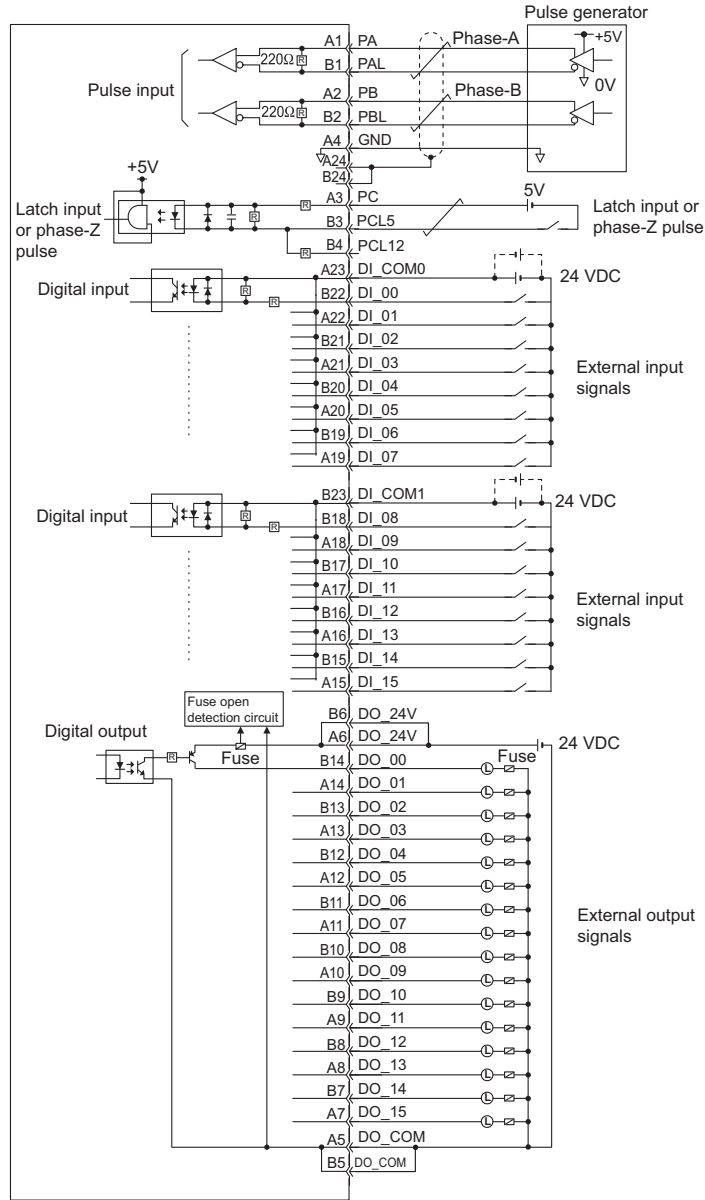 Pulse generator
A1 PA Phase-A +5V
220Ω R
B1 PAL
Pulse input
0V
A2 PB Phase-B
220Ω R
B2 PBL
A4 GND
A24
B24
+5V
A3 PC 5V
R
Latch input or phase-Z pulse
R
B3 PCL5
Latch input or phase-Z pulse
R
B4 PCL12
A23 DI_COM0 24 VDC
Digital input
R
R
B22 DI_00
A22 DI_01
B21 DI_02
A21 DI_03
External input signals
B20 DI_04
A20 DI_05
B19 DI_06
A19 DI_07
B23 DI_COM1 24 VDC
Digital input
R
R
B18 DI_08
A18 DI_09
B17 DI_10
A17 DI_11
External input signals
B16 DI_12
A16 DI_13
B15 DI_14
A15 DI_15
Fuse open detection circuit
B6 DO_24V
Digital output
A6 DO_24V 24 VDC
Fuse
R
B14 DO_00 Fuse
L
A14 DO_01 L
B13 DO_02 L
A13 DO_03 L
B12 DO_04 L
A12 DO_05 L
B11 DO_06 L
External output signals
A11 DO_07 L
B10 DO_08 L
A10 DO_09 L
B9 DO_10 L
A9 DO_11 L
B8 DO_12 L
A8 DO_13 L
B7 DO_14 L
A7 DO_15 L
A5 DO_COM
B5 DO_COM